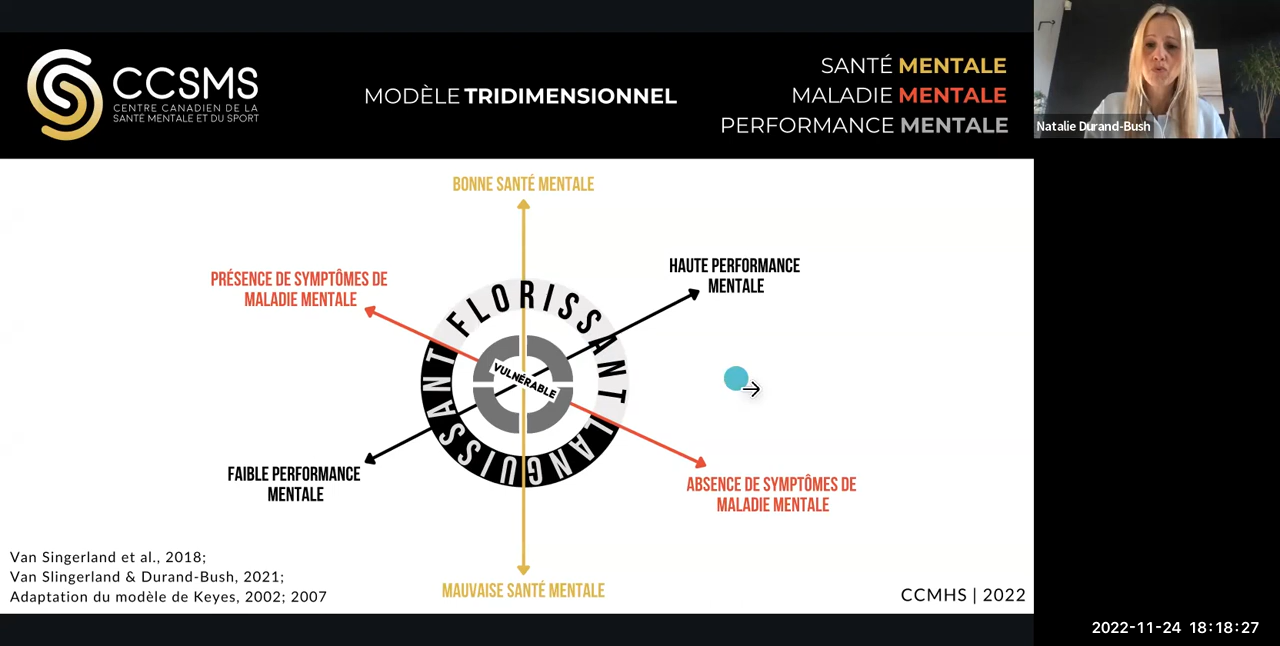 CCSMS
CENTRE CANADIEN DE LA
SANTÉ MENTALE ET DU SPORT
MODÈLE TRIDIMENSIONNEL
SANTÉ MENTALE
MALADIE MENTALE
PERFORMANCE MENTALE
Natalie Durand-Bush
BONNE SANTÉ MENTALE
PRÉSENCE DE SYMPTÔMES DE
MALADIE MENTALE
HAUTE PERFORMANCE
MENTALE
FLORISSANT
VULNÉRABLE
LANGUISSANT
FAIBLE PERFORMANCE
MENTALE
ABSENCE DE SYMPTÔMES DE
MALADIE MENTALE
MAUVAISE SANTÉ MENTALE
Van Singerland et al., 2018;
Van Slingerland & Durand-Bush, 2021;
Adaptation du modèle de Keyes, 2002; 2007
CCMHS | 2022
2022-11-24 18:18:27